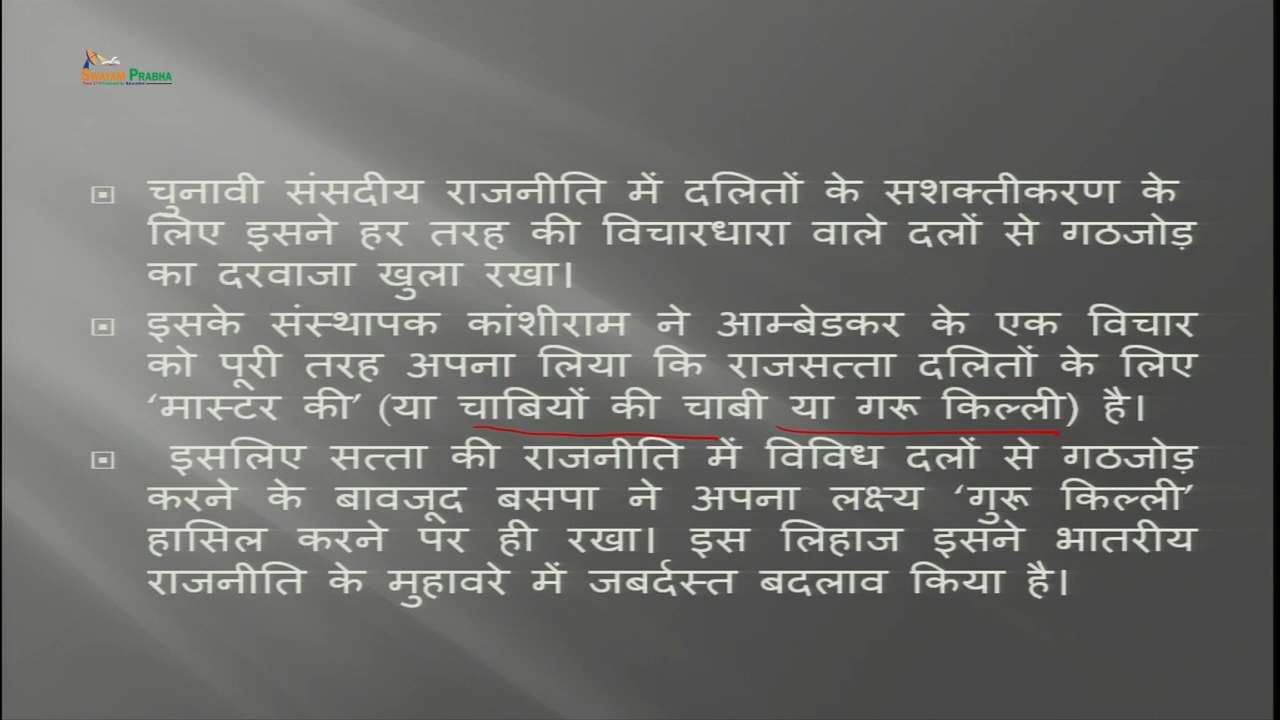 SWAYAM PRABHA
चुनावी संसदीय राजनीति में दलितों के सशक्तीकरण के
लिए इसने हर तरह की विचारधारा वाले दलों से गठजोड़
का दरवाजा खुला रखा।
इसके संस्थापक कांशीराम ने आम्बेडकर के एक विचार
को पूरी तरह अपना लिया कि राजसत्ता दलितों के लिए
‘मास्टर की’ (या चाबियों की चाबी या गरू किल्ली) है।
इसलिए सत्ता की राजनीति में विविध दलों से गठजोड़
करने के बावजूद बसपा ने अपना लक्ष्य ‘गुरू किल्ली’
हासिल करने पर ही रखा। इस लिहाज इसने भातरीय
राजनीति के मुहावरे में जबर्दस्त बदलाव किया है।